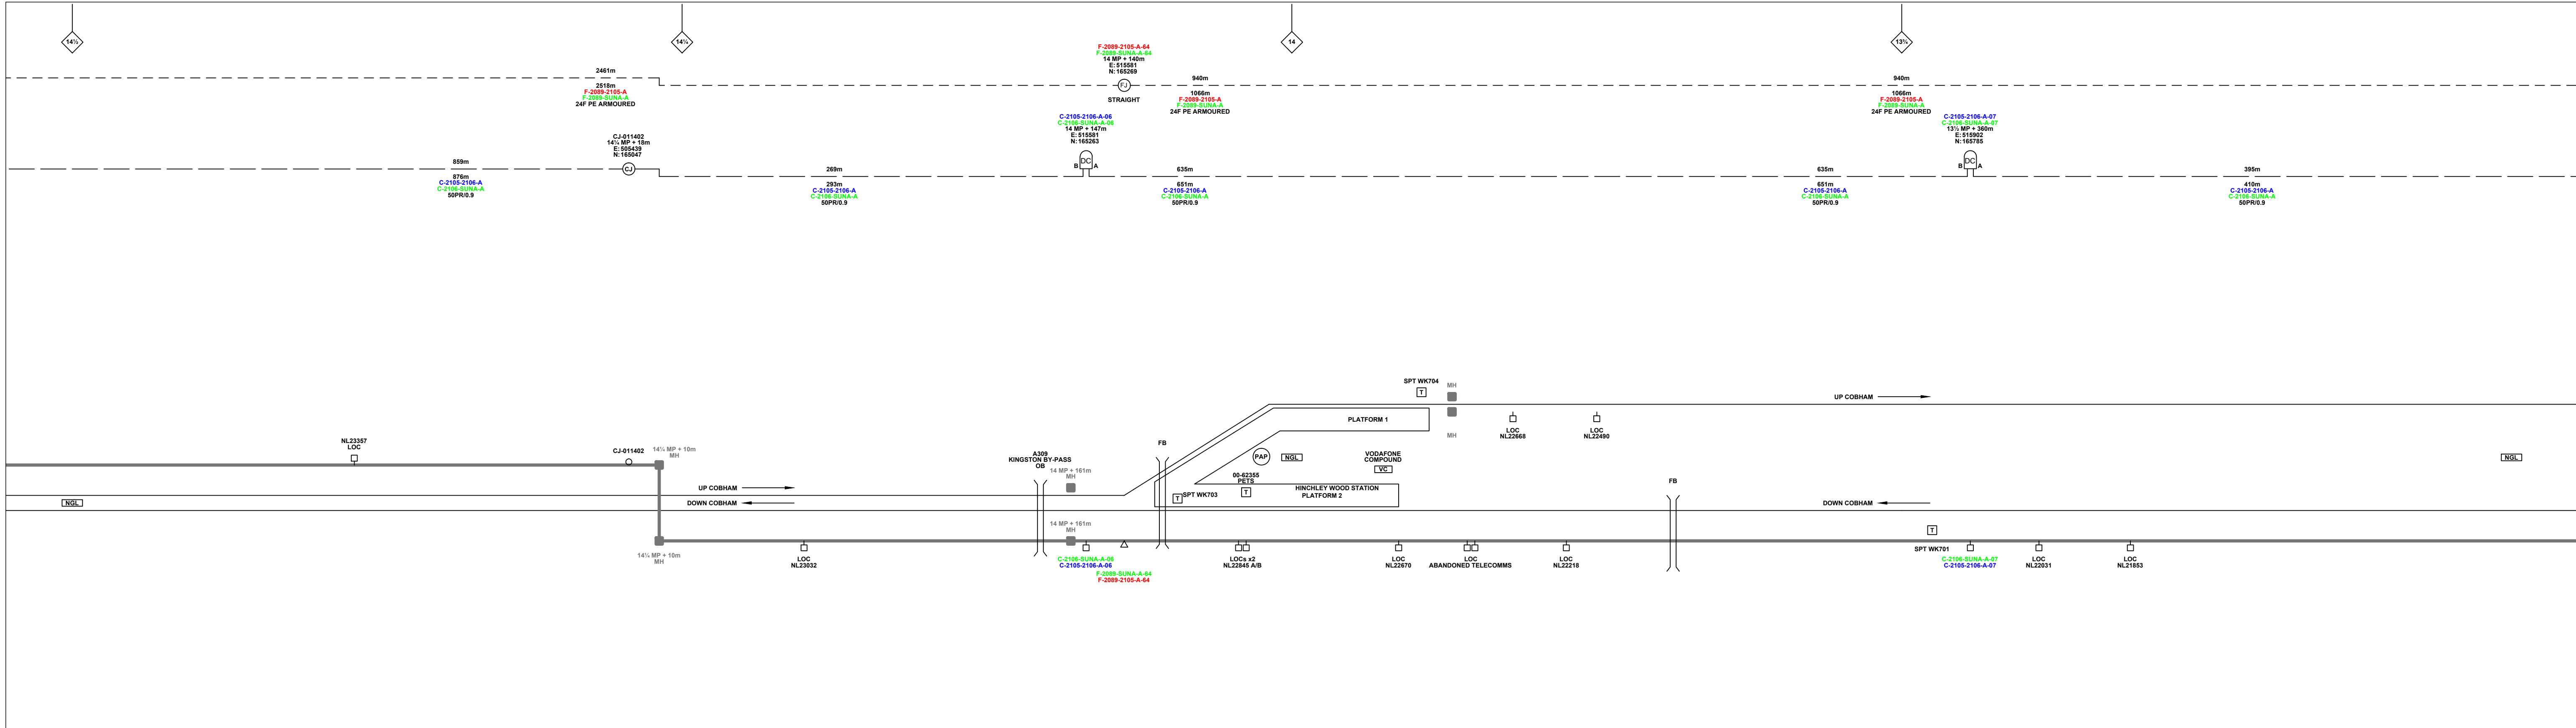 14½
14¼
14
13¾
2461m
2518m
F-2089-2105-A
F-2089-SUNA-A
24F PE ARMOURED
F-2089-2105-A-64
F-2089-SUNA-A-64
14 MP + 140m
E: 515581
N: 165269
FJ
STRAIGHT
940m
1066m
F-2089-2105-A
F-2089-SUNA-A
24F PE ARMOURED
940m
1066m
F-2089-2105-A
F-2089-SUNA-A
24F PE ARMOURED
859m
876m
C-2105-2106-A
C-2106-SUNA-A
50PR/0.9
CJ-011402
14¼ MP + 18m
E: 505439
N: 165047
CJ
269m
293m
C-2105-2106-A
C-2106-SUNA-A
50PR/0.9
C-2105-2106-A-06
C-2106-SUNA-A-06
14 MP + 147m
E: 515581
N: 165263
DC
B A
635m
651m
C-2105-2106-A
C-2106-SUNA-A
50PR/0.9
635m
651m
C-2105-2106-A
C-2106-SUNA-A
50PR/0.9
C-2105-2106-A-07
C-2106-SUNA-A-07
13½ MP + 360m
E: 515902
N: 165785
DC
B A
395m
410m
C-2105-2106-A
C-2106-SUNA-A
50PR/0.9
SPT WK704
T
MH
MH
UP COBHAM
PLATFORM 1
LOC
NL22668
LOC
NL22490
NL23357
LOC
CJ-011402
14¼ MP + 10m
MH
A309
KINGSTON BY-PASS
OB
14 MP + 161m
MH
FB
PAP
NGL
VODAFONE
COMPOUND
VC
NGL
00-62355
PETS
T
HINCHLEY WOOD STATION
PLATFORM 2
T
SPT WK703
FB
UP COBHAM
DOWN COBHAM
NGL
DOWN COBHAM
14 MP + 161m
MH
14¼ MP + 10m
MH
LOC
NL23032
C-2106-SUNA-A-06
C-2105-2106-A-06
F-2089-SUNA-A-54
F-2089-2105-A-64
LOCs x2
NL22845 A/B
LOC
NL22670
LOC
ABANDONED TELECOMMS
LOC
NL22218
T
SPT WK701
C-2106-SUNA-A-07
C-2105-2106-A-07
LOC
NL22031
LOC
NL21853